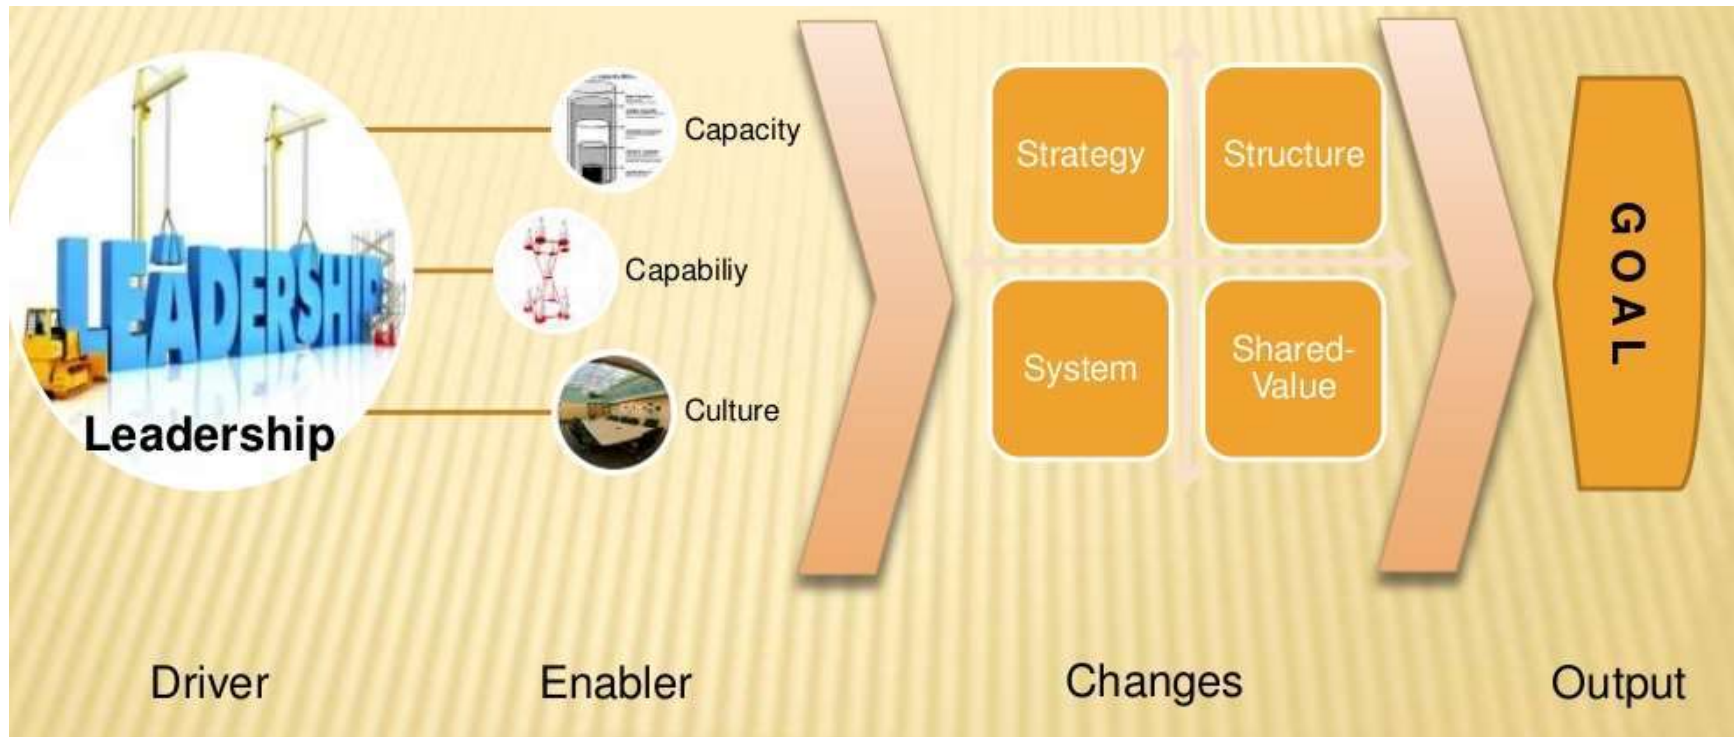 LEADERSHIP
Leadership
Capacity
Capabiliy
Culture
Strategy
Structure
System
Shared-
Value
GOAL
Driver
Enabler
Changes
Output